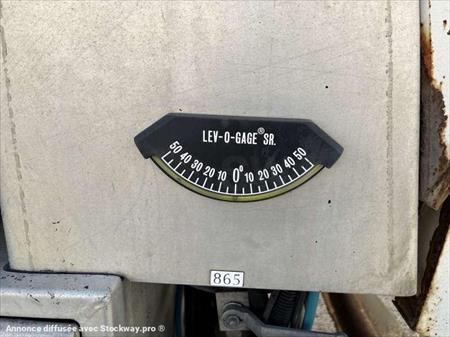 LEV-O-GAGE® SR.
50 40 30 20 10 0° 10 20 30 40 50
865
Annonce diffusée avec Stockway.pro ®